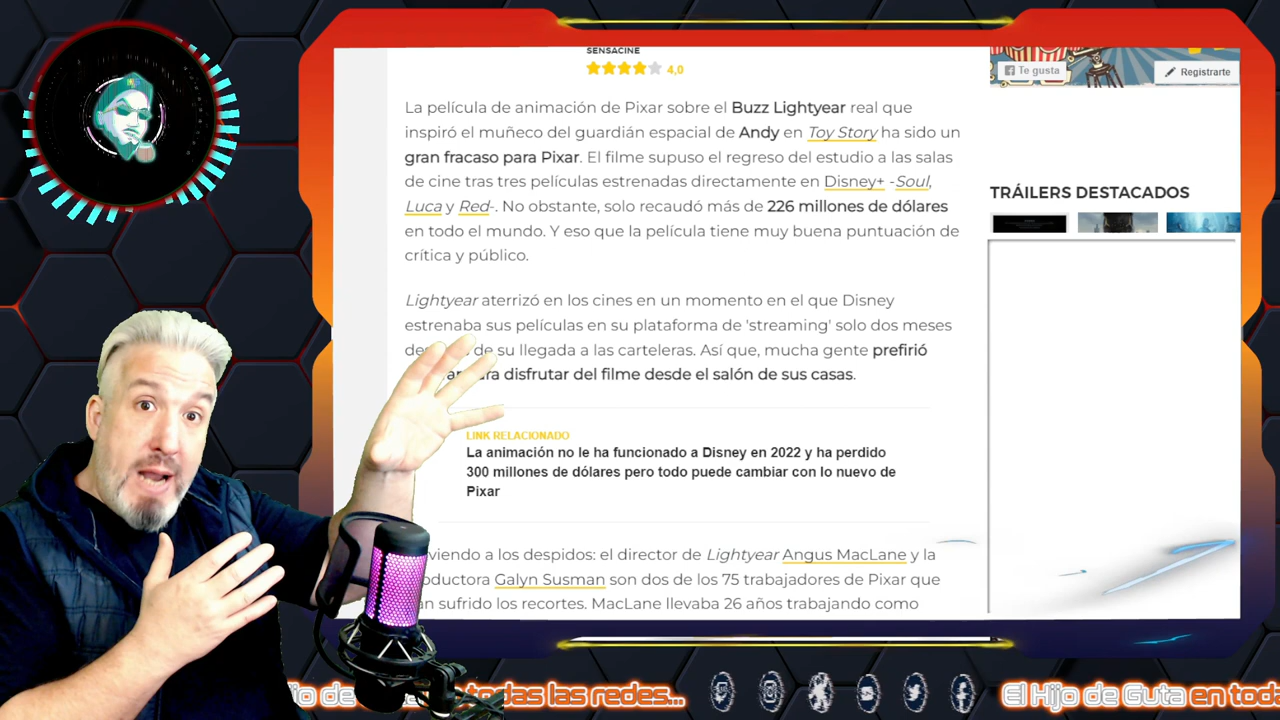 SENSACINE
4,0
Te gusta
Registrarte
La película de animación de Pixar sobre el Buzz Lightyear real que
inspiró el muñeco del guardián espacial de Andy en Toy Story ha sido un
gran fracaso para Pixar. El filme supuso el regreso del estudio a las salas
de cine tras tres películas estrenadas directamente en Disney+ -Soul,
Luca y Red-. No obstante, solo recaudó más de 226 millones de dólares
en todo el mundo. Y eso que la película tiene muy buena puntuación de
crítica y público.
TRÁILERS DESTACADOS
Lightyear aterrizó en los cines en un momento en el que Disney
estrenaba sus películas en su plataforma de 'streaming' solo dos meses
de su llegada a las carteleras. Así que, mucha gente prefirió
disfrutar del filme desde el salón de sus casas.
LINK RELACIONADO
La animación no le ha funcionado a Disney en 2022 y ha perdido
300 millones de dólares pero todo puede cambiar con lo nuevo de
Pixar
viendo a los despidos: el director de Lightyear Angus MacLane y la
oductora Galyn Susman son dos de los 75 trabajadores de Pixar que
an sufrido los recortes. MacLane llevaba 26 años trabajando como
io de todas las redes... El Hijo de Guta en toda